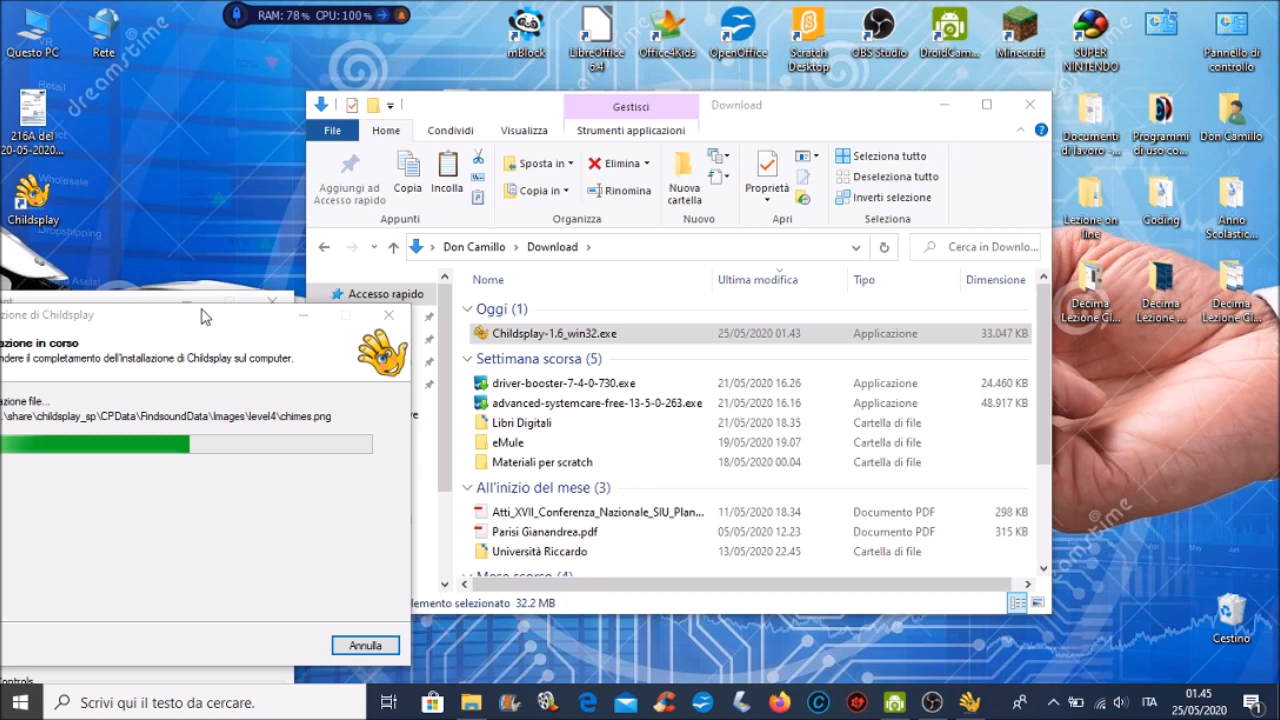 RAM: 78 % CPU: 100 %
Questo PC
Rete
mBlock
LibreOffice
6.4
Office4Kids
OpenOffice
Scratch
Desktop
OBS Studio
DroidCam...
Minecraft
SUPER
NINTENDO
Pannello di
controllo
216A del
20-05-2020...
Childsplay
Documenti
di lavoro -...
Programmi
di uso co...
Don Camillo
Lezione on
line
Coding
Anno
Scolastic...
Decima
Lezione Cl...
Decima
Lezione ...
Decima
Lezione Cl...
Cestino
dreamstime
Retail
Wholesale
Dropshipping
Gestisci
Download
File
Home
Condividi
Visualizza
Strumenti applicazioni
Aggiungi ad
Accesso rapido
Copia
Incolla
Appunti
Sposta in
Copia in
Elimina
Rinomina
Organizza
Nuova
cartella
Nuovo
Proprietà
Apri
Seleziona tutto
Deseleziona tutto
Inverti selezione
Seleziona
Don Camillo > Download >
Cerca in Downlo...
Accesso rapido
Nome
Ultima modifica
Tipo
Dimensione
Oggi (1)
Childsplay-1.6_win32.exe 25/05/2020 01.43 Applicazione 33.047 KB
Settimana scorsa (5)
driver-booster-7-4-0-730.exe 21/05/2020 16.26 Applicazione 24.460 KB
advanced-systemcare-free-13-5-0-263.exe 21/05/2020 16.16 Applicazione 48.917 KB
Libri Digitali 21/05/2020 18.35 Cartella di file
eMule 19/05/2020 19.07 Cartella di file
Materiali per scratch 18/05/2020 00.04 Cartella di file
All'inizio del mese (3)
Atti_XVII_Conferenza_Nazionale_SIU_Plan... 11/05/2020 18.34 Documento PDF 298 KB
Parisi Gianandrea.pdf 05/05/2020 12.23 Documento PDF 315 KB
Università Riccardo 13/05/2020 22.45 Cartella di file
Mese scorso (4)
lemento selezionato 32.2 MB
zione di Childsplay
azione in corso
ndere il completamento dell'installazione di Childsplay sul computer.
azione file...
.\share\childsplay_sp\CPData\FindsoundData\Images\level4\chimes.png
Annulla
Controls
Scrivi qui il testo da cercare.
ITA
01.45
25/05/2020
1